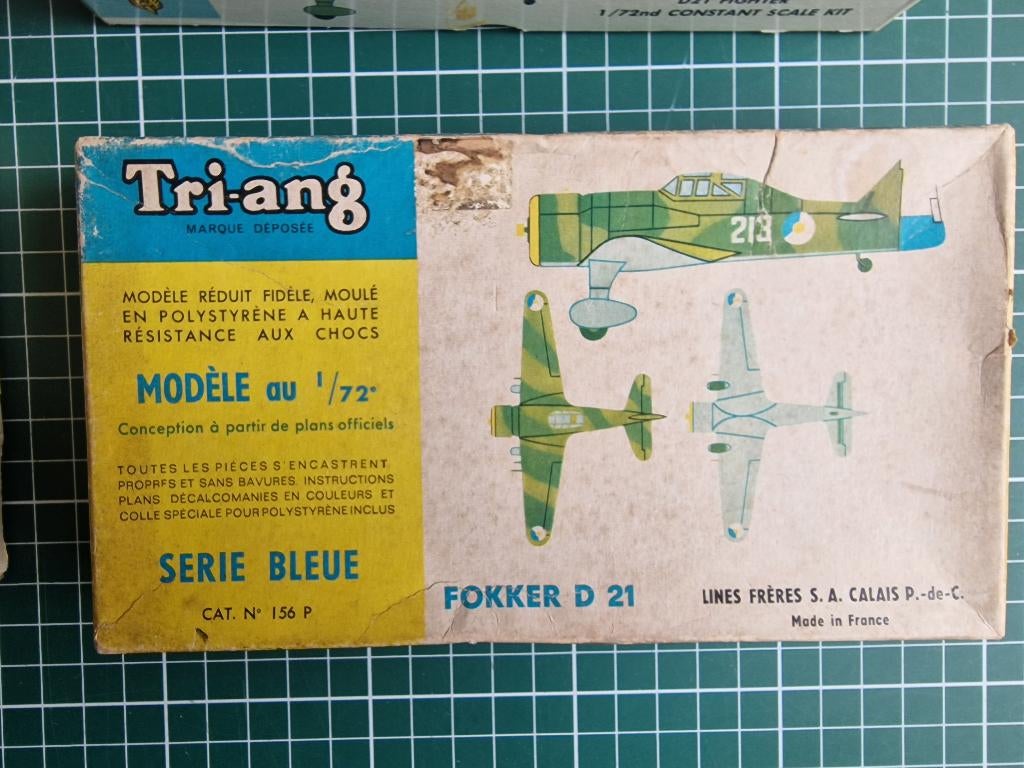 D21 FIGHTER
1/72nd CONSTANT SCALE KIT
Tri-ang
MARQUE DÉPOSÉE
MODÈLE RÉDUIT FIDÈLE, MOULÉ
EN POLYSTYRÈNE A HAUTE
RÉSISTANCE AUX CHOCS
MODÈLE au 1/72e
Conception à partir de plans officiels
TOUTES LES PIÈCES S'ENCASTRENT
PROPRES ET SANS BAVURES. INSTRUCTIONS
PLANS DÉCALCOMANIES EN COULEURS ET
COLLE SPÉCIALE POUR POLYSTYRÈNE INCLUS
SERIE BLEUE
CAT. No 156 P
213
FOKKER D 21
LINES FRÈRES S. A. CALAIS P.-de-C.
Made in France